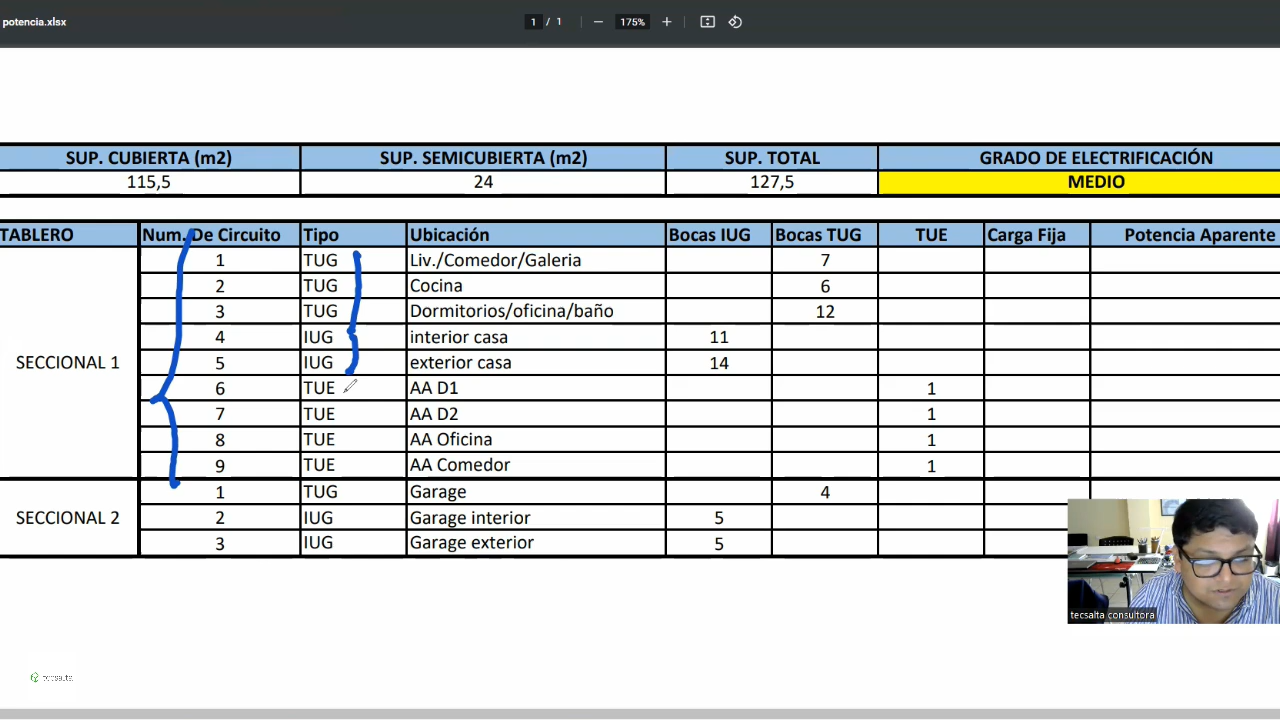 potencia.xlsx 1 / 1 175%
SUP. CUBIERTA (m2) SUP. SEMICUBIERTA (m2) SUP. TOTAL GRADO DE ELECTRIFICACIÓN
115,5 24 127,5 MEDIO
TABLERO Num. De Circuito Tipo Ubicación Bocas IUG Bocas TUG TUE Carga Fija Potencia Aparente
1 TUG Liv./Comedor/Galeria 7
2 TUG Cocina 6
3 TUG Dormitorios/oficina/baño 12
4 IUG interior casa 11
SECCIONAL 1 5 IUG exterior casa 14
6 TUE AA D1 1
7 TUE AA D2 1
8 TUE AA Oficina 1
9 TUE AA Comedor 1
1 TUG Garage 4
SECCIONAL 2 2 IUG Garage interior 5
3 IUG Garage exterior 5
tecsalta consultora
tecsalta